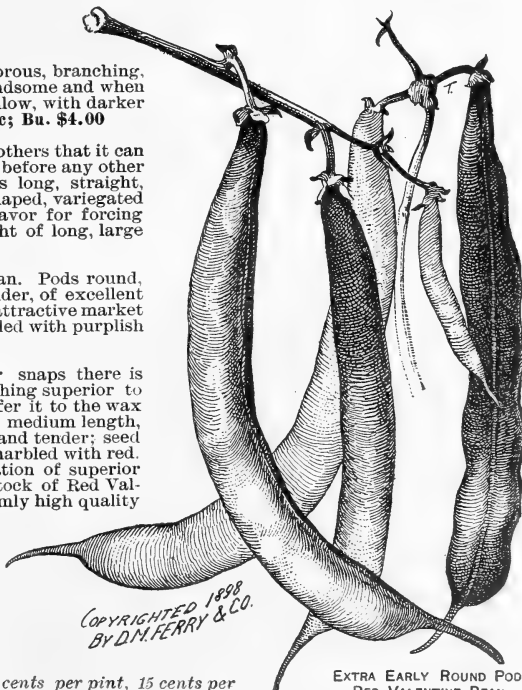 orous, branching,
ndsome and when
low, with darker
c; Bu. $4.00
others that it can
before any other
s long, straight,
aped, variegated
avor for forcing
ht of long, large
an. Pods round,
der, of excellent
attractive market
led with purplish
r snaps there is
hing superior to
fer it to the wax
medium length,
and tender; seed
marbled with red.
tion of superior
tock of Red Val-
mly high quality
COPYRIGHTED 1898
BY D.M. FERRY & CO.
T.
cents per pint, 15 cents per
EXTRA EARLY ROUND POD